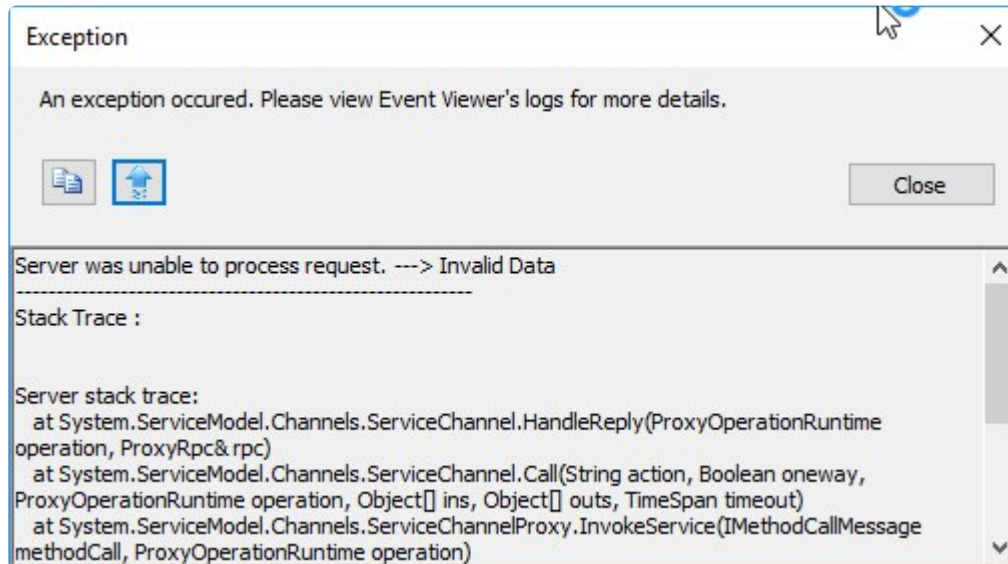 Exception
An exception occured. Please view Event Viewer's logs for more details.
Close
Server was unable to process request. ---> Invalid Data
---------------------------------------------------------
Stack Trace :
Server stack trace:
at System.ServiceModel.Channels.ServiceChannel.HandleReply(ProxyOperationRuntime
operation, ProxyRpc& rpc)
at System.ServiceModel.Channels.ServiceChannel.Call(String action, Boolean oneway,
ProxyOperationRuntime operation, Object[] ins, Object[] outs, TimeSpan timeout)
at System.ServiceModel.Channels.ServiceChannelProxy.InvokeService(IMethodCallMessage
methodCall, ProxyOperationRuntime operation)